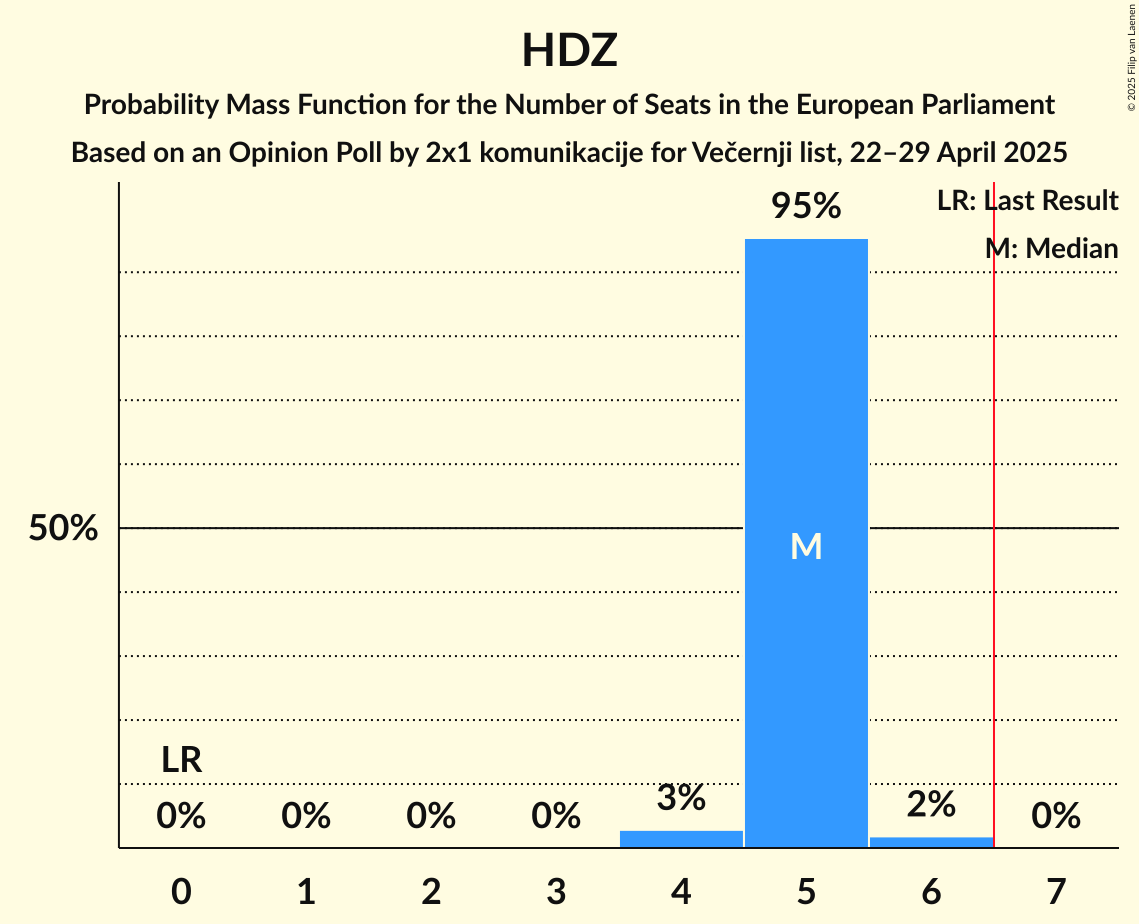 HDZ
Probability Mass Function for the Number of Seats in the European Parliament
Based on an Opinion Poll by 2x1 komunikacije for Večernji list, 22–29 April 2025
© 2025 Filip van Laenen
LR: Last Result
M: Median
95%
50%
M
LR
0% 0% 0% 0% 3% 2% 0%
0 1 2 3 4 5 6 7